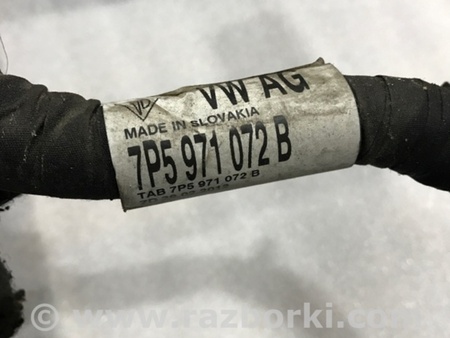 VW AG
MADE IN SLOVAKIA
7P5 971 072 B
TAB 7P5 971 072 B
© www.razborki.com